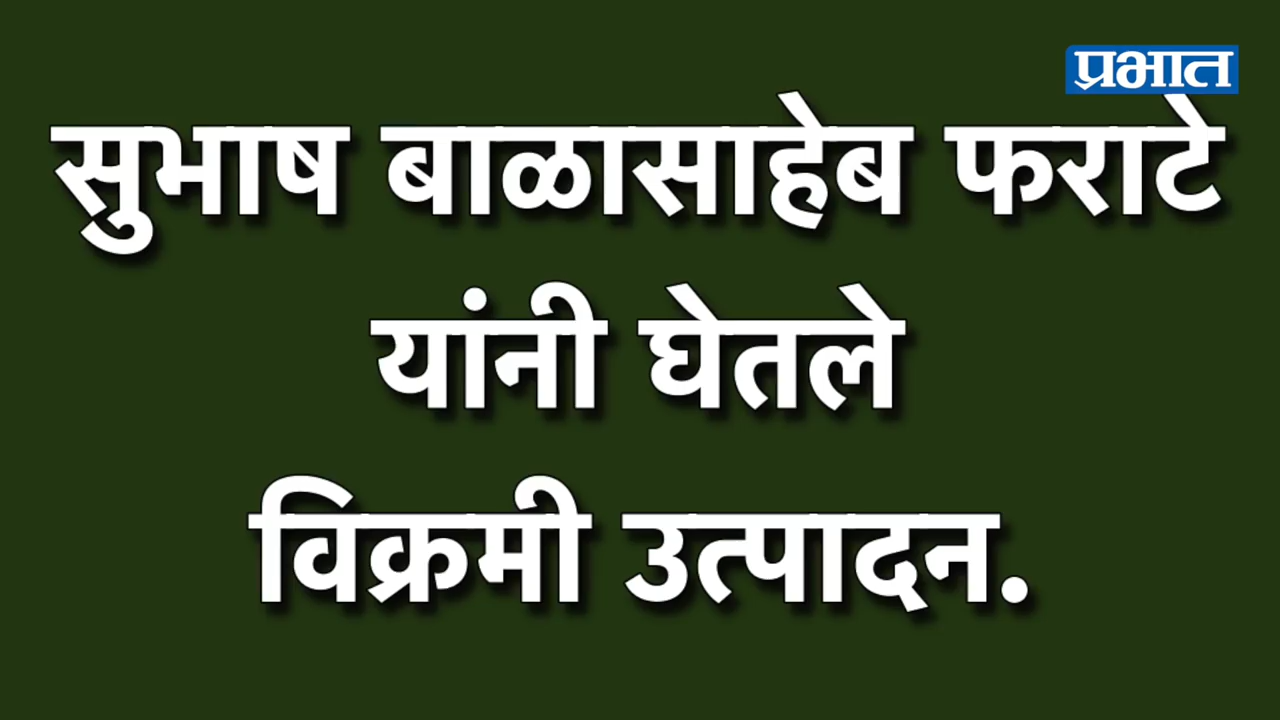 प्रभात
सुभाष बाळासाहेब फराटे
यांनी घेतले
विक्रमी उत्पादन.